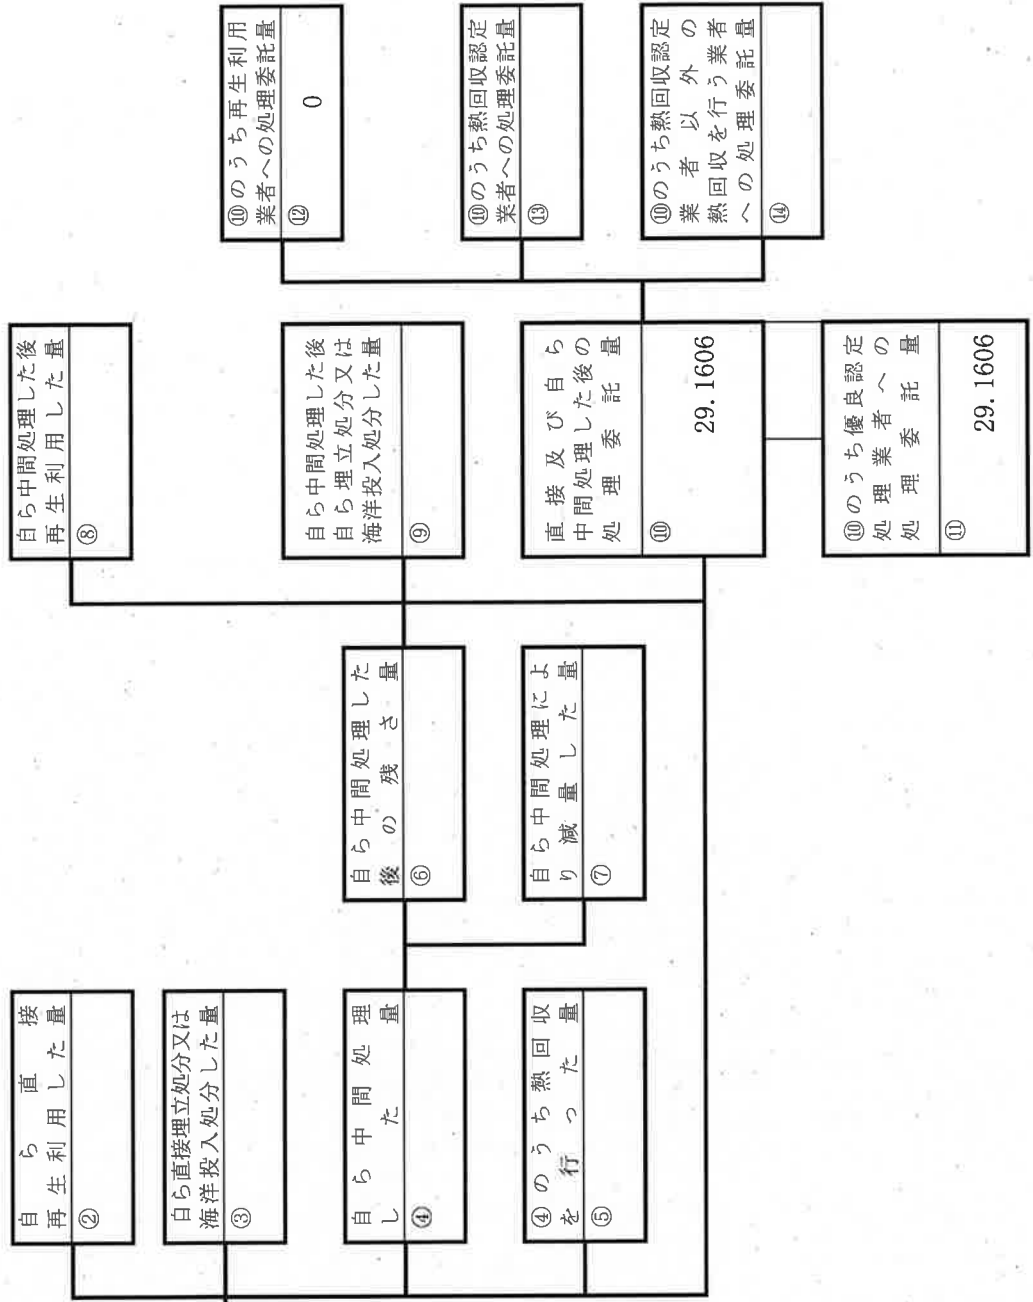 自ら直接
再生利用した量
②
自ら直接埋立処分又は
海洋投入処分した量
③
自ら中間処理
した量
④
④のうち熱回収
を行った量
⑤
自ら中間処理した
後の残さ量
⑥
自ら中間処理によ
り減量した量
⑦
自ら中間処理した後
再生利用した量
⑧
自ら中間処理した後
自ら埋立処分又は
海洋投入処分した量
⑨
直接及び自ら
中間処理した後の
処理委託量
⑩
29.1606
⑩のうち優良認定
処理業者への
処理委託量
⑪
29.1606
⑩のうち再生利用
業者への処理委託量
⑫
0
⑩のうち熱回収認定
業者への処理委託量
⑬
⑩のうち熱回収認定
業者以外の
熱回収を行う業者
への処理委託量
⑭